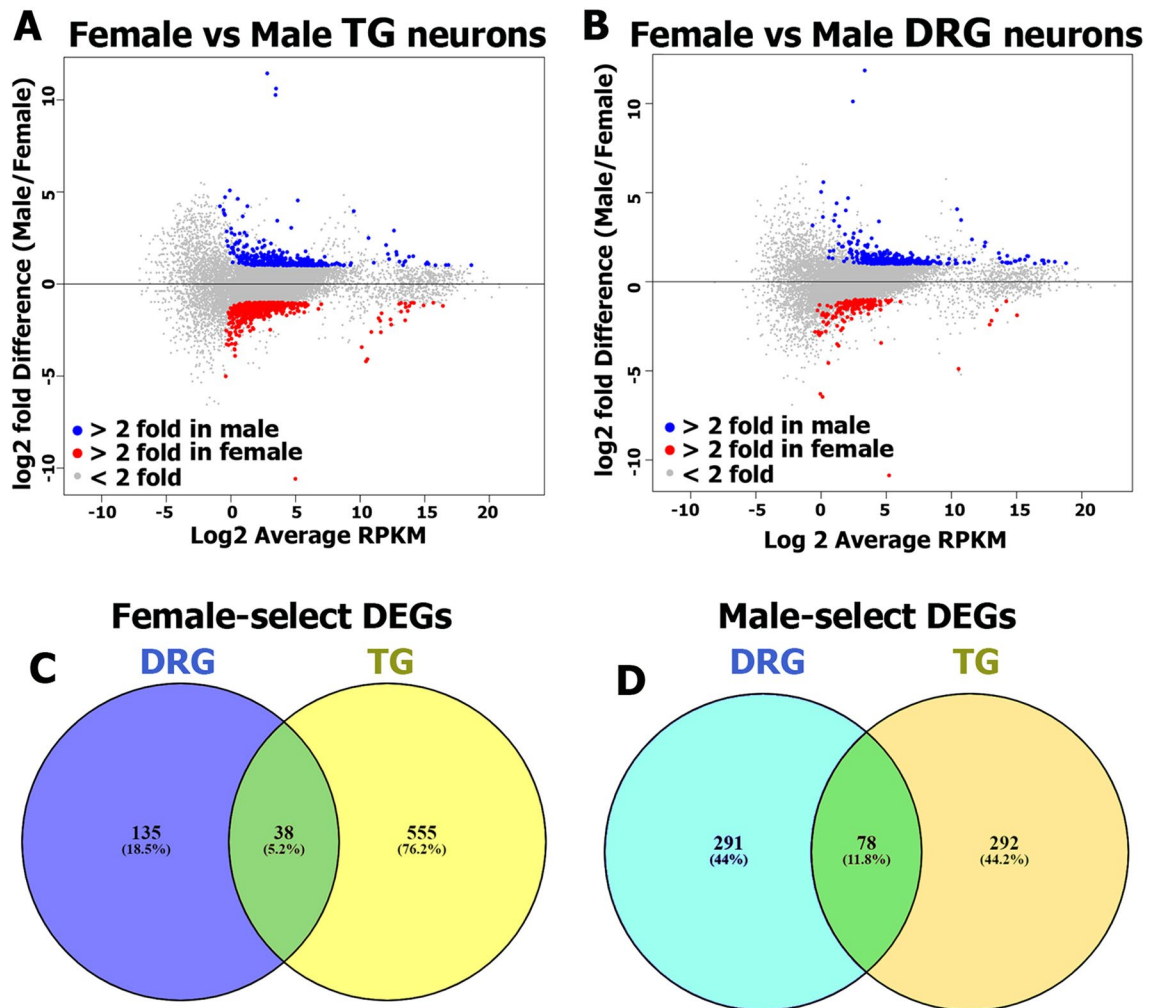 A
Female vs Male TG neurons
log2 fold Difference (Male/Female)
10
5
0
-5
-10
> 2 fold in male
> 2 fold in female
< 2 fold
-10 -5 0 5 10 15 20
Log2 Average RPKM
B
Female vs Male DRG neurons
log2 fold Difference (Male/Female)
10
5
0
-5
-10
> 2 fold in male
> 2 fold in female
< 2 fold
-10 -5 0 5 10 15 20
Log 2 Average RPKM
Female-select DEGs
C
DRG TG
135 38 555
(18.5%) (5.2%) (76.2%)
Male-select DEGs
D
DRG TG
291 78 292
(44%) (11.8%) (44.2%)